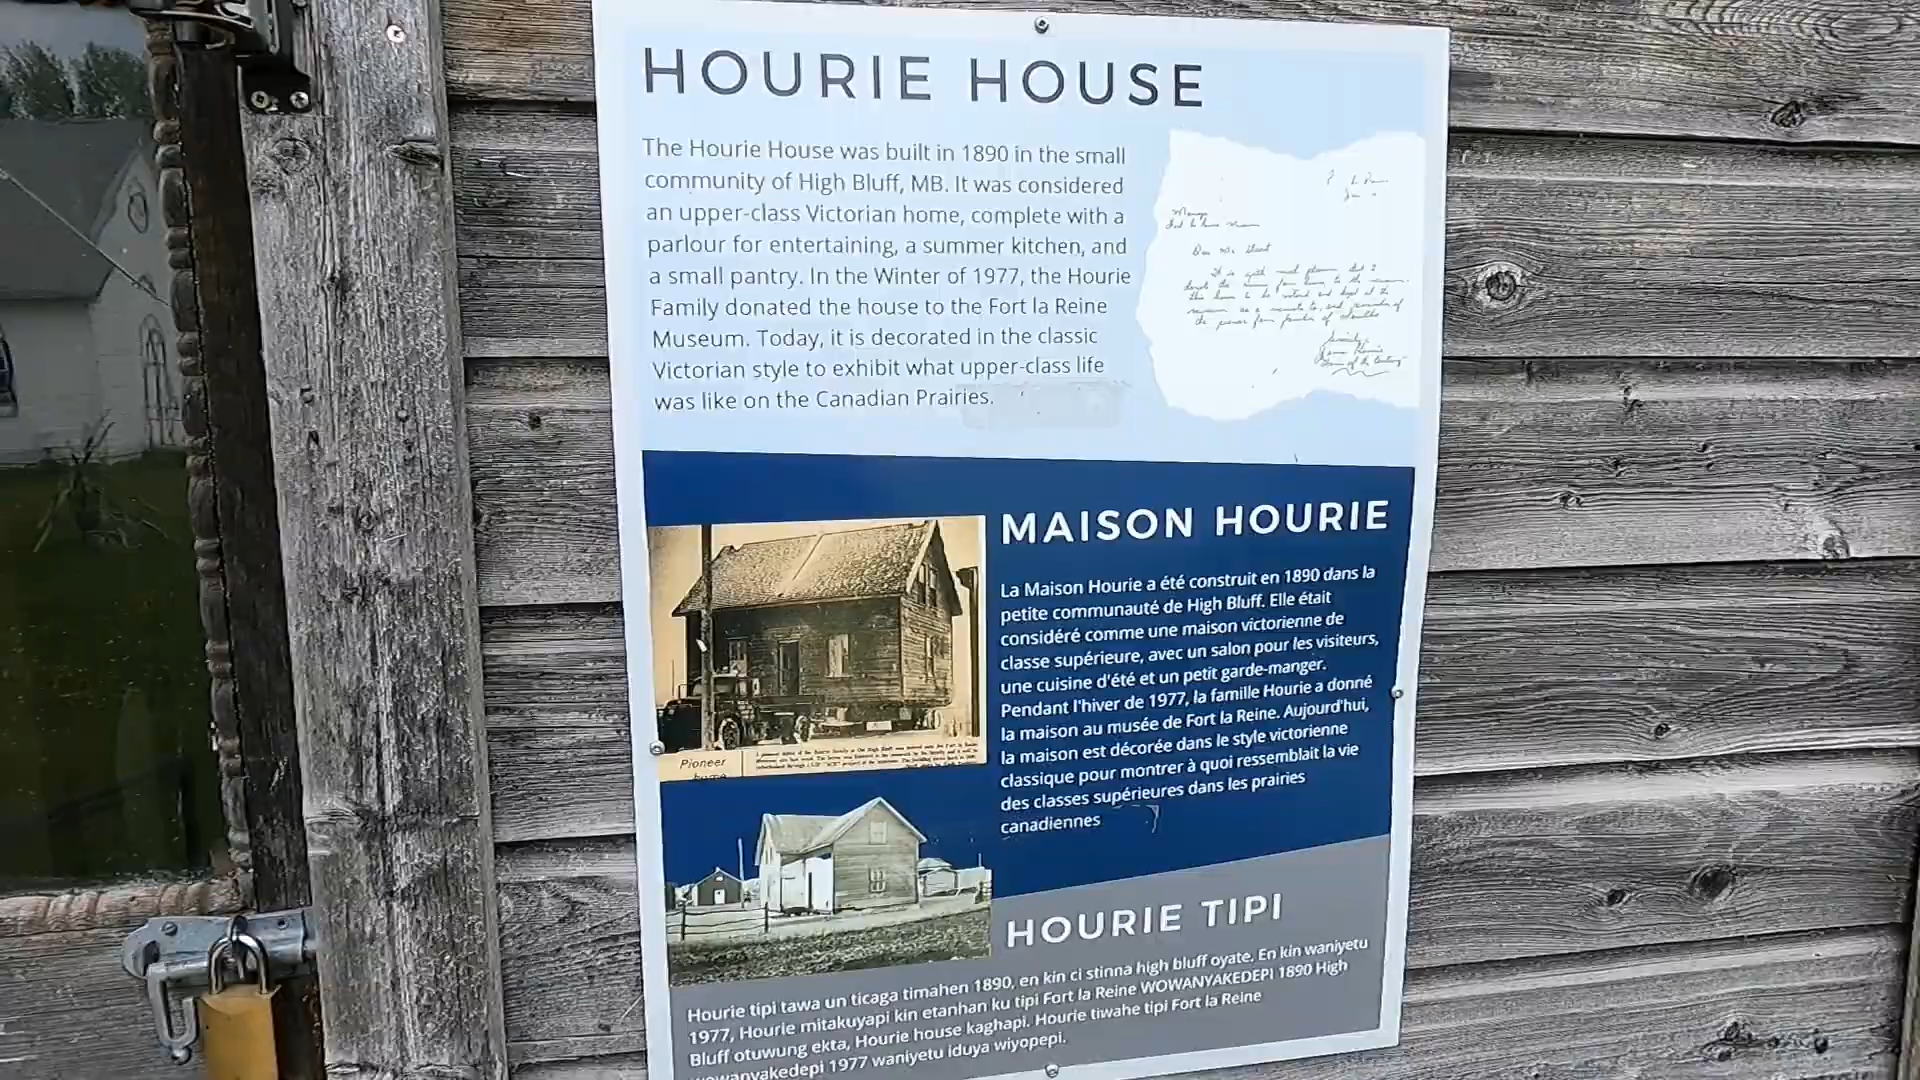 HOURIE HOUSE
The Hourie House was built in 1890 in the small
community of High Bluff, MB. It was considered
an upper-class Victorian home, complete with a
parlour for entertaining, a summer kitchen, and
a small pantry. In the Winter of 1977, the Hourie
Family donated the house to the Fort la Reine
Museum. Today, it is decorated in the classic
Victorian style to exhibit what upper-class life
was like on the Canadian Prairies.
MAISON HOURIE
La Maison Hourie a été construit en 1890 dans la
petite communauté de High Bluff. Elle était
considéré comme une maison victorienne de
classe supérieure, avec un salon pour les visiteurs,
une cuisine d'été et un petit garde-manger.
Pendant l'hiver de 1977, la famille Hourie a donné
la maison au musée de Fort la Reine. Aujourd'hui,
la maison est décorée dans le style victorienne
classique pour montrer à quoi ressemblait la vie
des classes supérieures dans les prairies
canadiennes
Pioneer
home
HOURIE TIPI
Hourie tipi tawa un ticaga timahen 1890, en kin ci stinna high bluff oyate. En kin waniyetu
1977, Hourie mitakuyapi kin etanhan ku tipi Fort la Reine WOWANYAKEDEPI 1890 High
Bluff otuwung ekta, Hourie house kaghapi. Hourie tiwahe tipi Fort la Reine
wowanyakedepi 1977 waniyetu iduya wiyopepi.